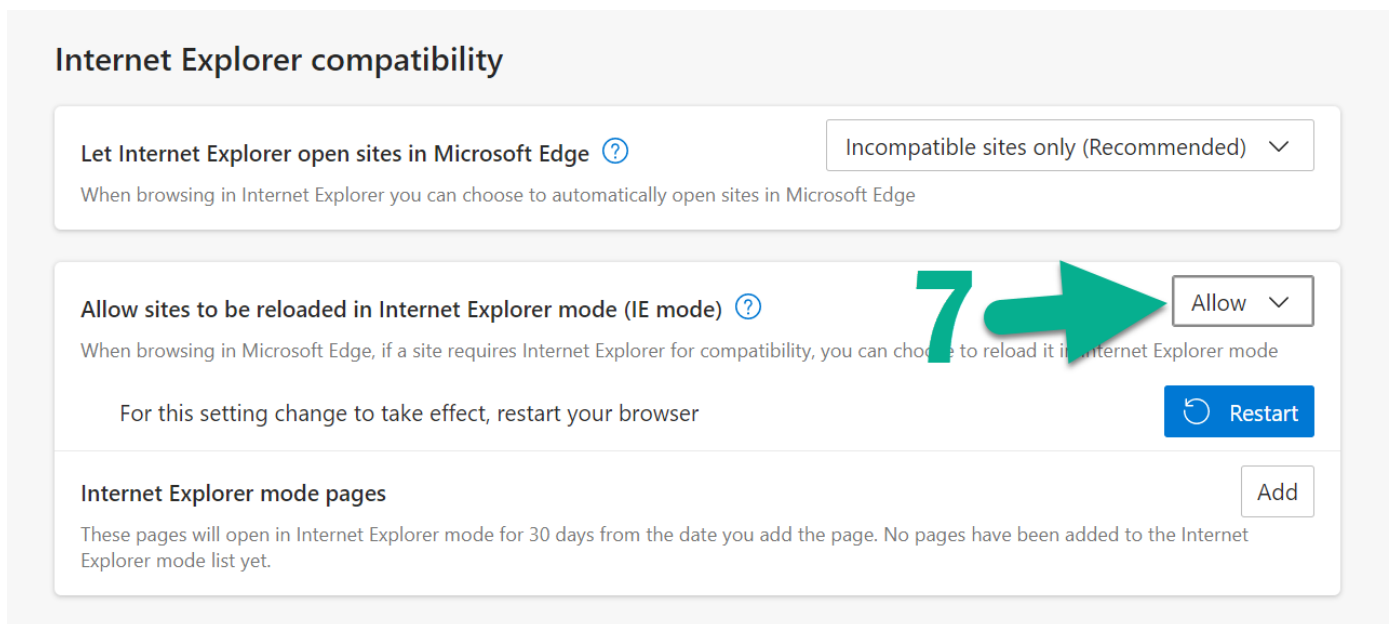 Internet Explorer compatibility
Let Internet Explorer open sites in Microsoft Edge ?
Incompatible sites only (Recommended)
When browsing in Internet Explorer you can choose to automatically open sites in Microsoft Edge
Allow sites to be reloaded in Internet Explorer mode (IE mode) ?
7
Allow
When browsing in Microsoft Edge, if a site requires Internet Explorer for compatibility, you can choose to reload it in Internet Explorer mode
For this setting change to take effect, restart your browser
Restart
Internet Explorer mode pages
Add
These pages will open in Internet Explorer mode for 30 days from the date you add the page. No pages have been added to the Internet
Explorer mode list yet.